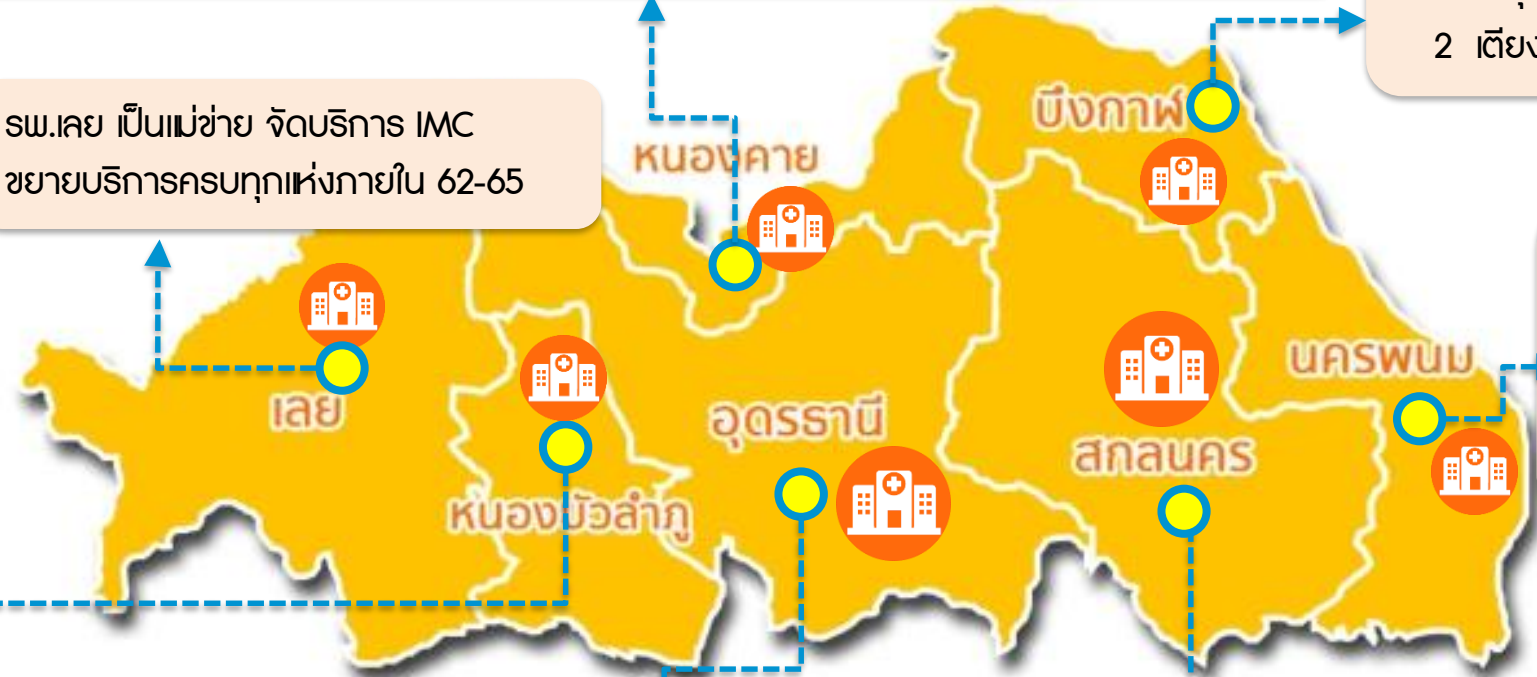 2 เตียง
รพ.เลย เป็นแม่ข่าย จัดบริการ IMC
ขยายบริการครบทุกแห่งภายใน 62-65
บึงกาฬ
หนองคาย
นครพนม
เลย
อุดรธานี
สกลนคร
หนองบัวลำภู